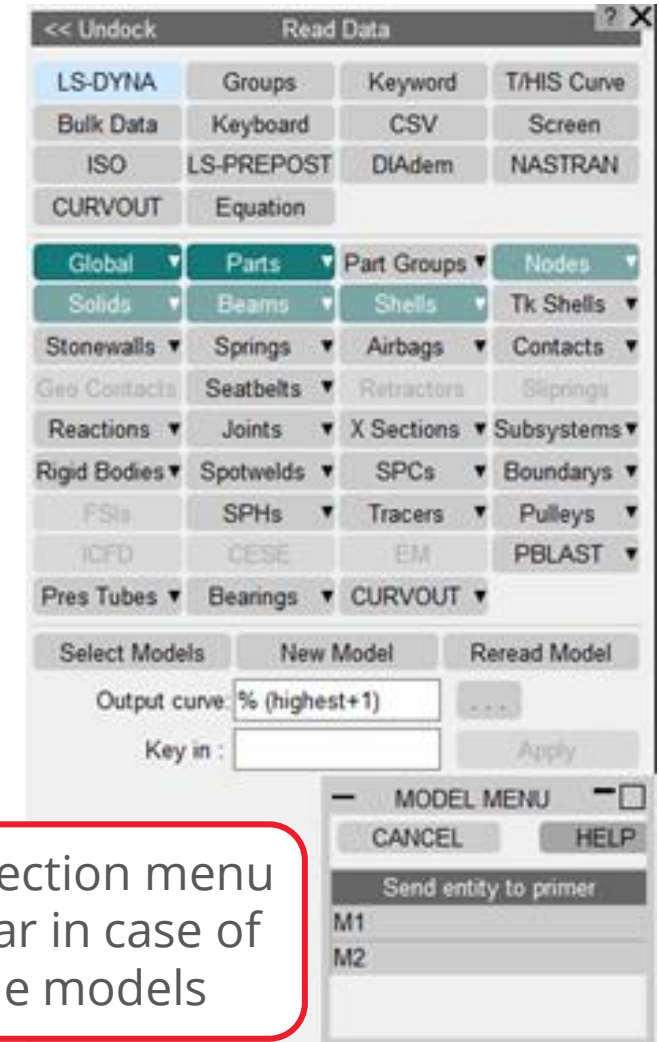 << Undock Read Data ? X
LS-DYNA Groups Keyword T/HIS Curve
Bulk Data Keyboard CSV Screen
ISO LS-PREPOST DIAdem NASTRAN
CURVOUT Equation
Global Parts Part Groups Nodes
Solids Beams Shells Tk Shells
Stonewalls Springs Airbags Contacts
Geo Contacts Seatbelts Retractors Sliprings
Reactions Joints X Sections Subsystems
Rigid Bodies Spotwelds SPCs Boundarys
FSIs SPHs Tracers Pulleys
ICFD CESE EM PBLAST
Pres Tubes Bearings CURVOUT
Select Models New Model Reread Model
Output curve: % (highest+1) ...
Key in : Apply
MODEL MENU
CANCEL HELP
Send entity to primer
M1
M2
ection menu
ar in case of
e models